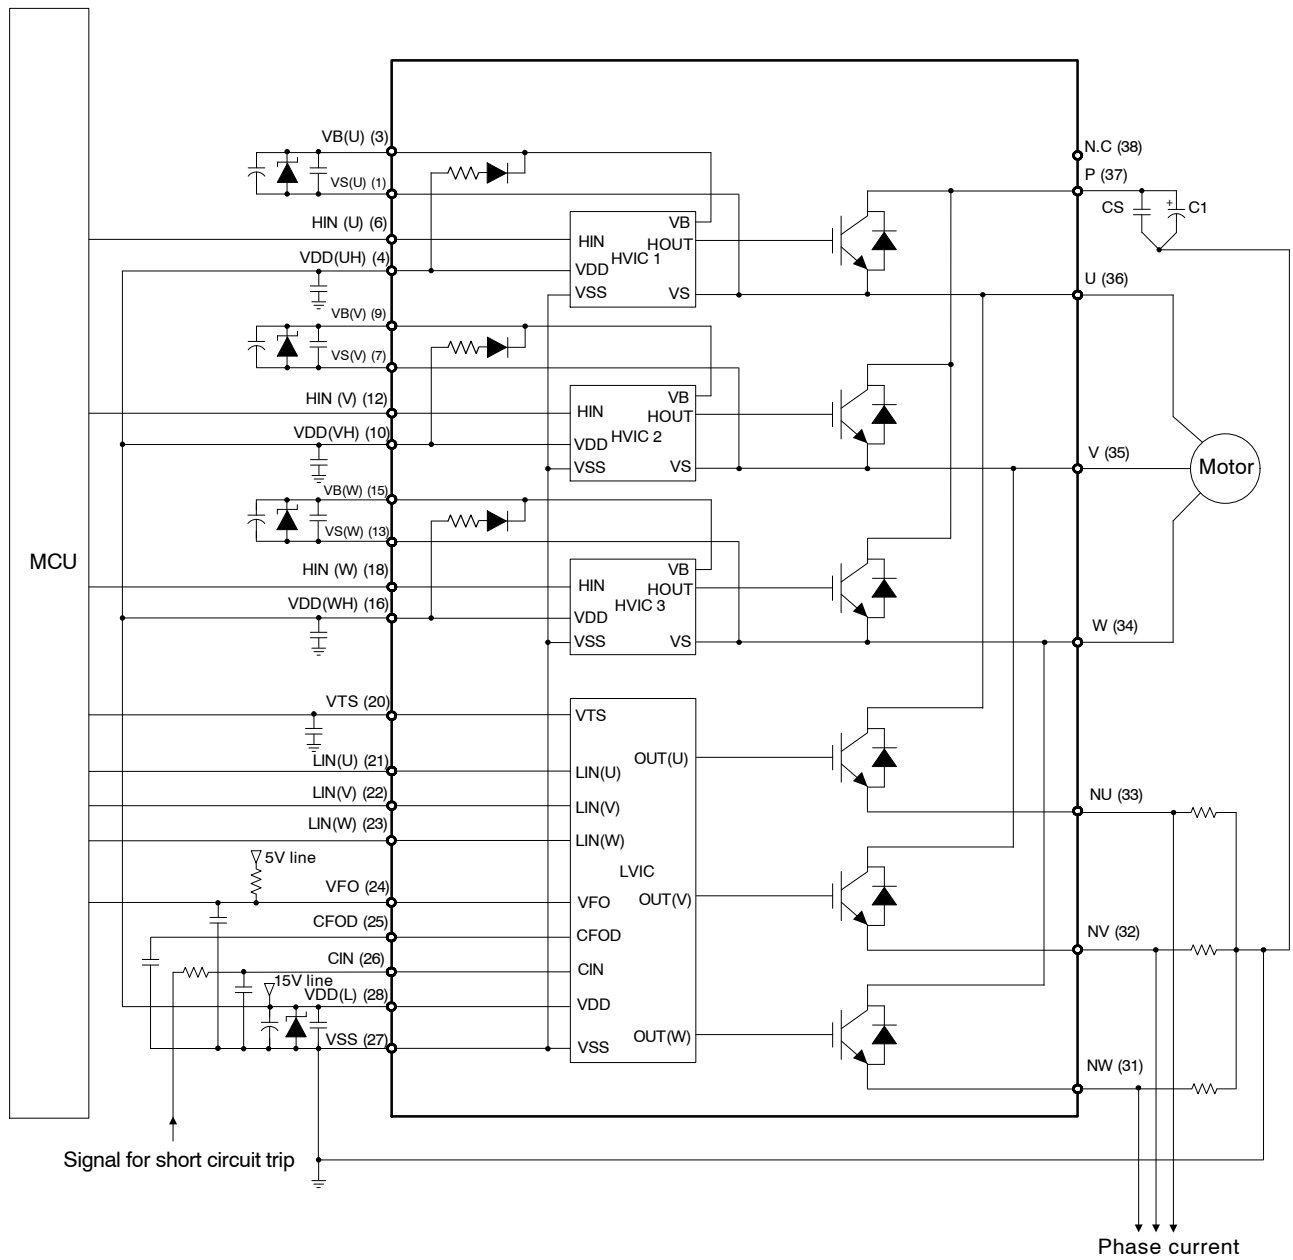 MCU
VB(U) (3)
VS(U) (1)
HIN (U) (6)
VDD(UH) (4)
VB(V) (9)
VS(V) (7)
HIN (V) (12)
VDD(VH) (10)
VB(W) (15)
VS(W) (13)
HIN (W) (18)
VDD(WH) (16)
VTS (20)
LIN(U) (21)
LIN(V) (22)
LIN(W) (23)
5V line
VFO (24)
CFOD (25)
CIN (26)
15V line
VDD(L) (28)
VSS (27)
Signal for short circuit trip
VB
HIN
HOUT
HVIC 1
VDD
VSS
VS
VB
HIN
HOUT
HVIC 2
VDD
VSS
VS
VB
HIN
HOUT
HVIC 3
VDD
VSS
VS
VTS
OUT(U)
LIN(U)
LIN(V)
LIN(W)
LVIC
VFO
OUT(V)
CFOD
CIN
VDD
OUT(W)
VSS
N.C (38)
P (37)
CS
+
C1
U (36)
V (35)
Motor
W (34)
NU (33)
NV (32)
NW (31)
Phase current